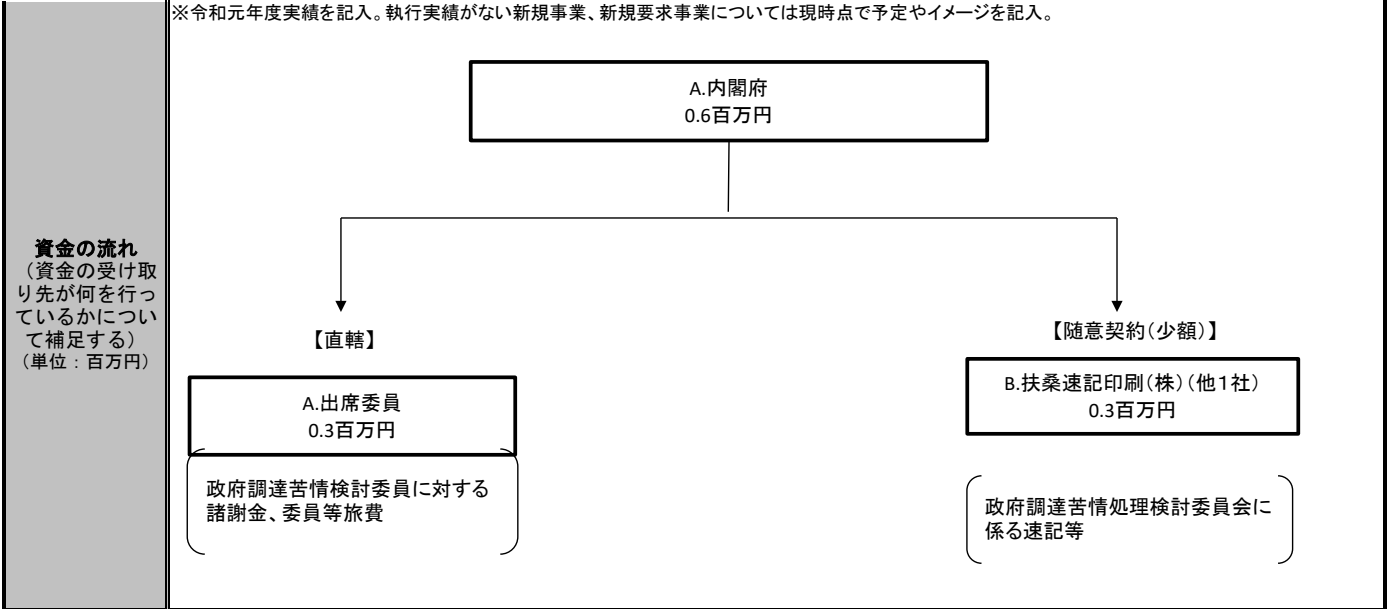 ※令和元年度実績を記入。執行実績がない新規事業、新規要求事業については現時点で予定やイメージを記入。
A.内閣府
0.6百万円
資金の流れ
（資金の受け取
り先が何を行っ
ているかについ
て補足する）
（単位：百万円）
【直轄】
A.出席委員
0.3百万円
政府調達苦情検討委員に対する
諸謝金、委員等旅費
【随意契約（少額）】
B.扶桑速記印刷（株）（他１社）
0.3百万円
政府調達苦情処理検討委員会に
係る速記等